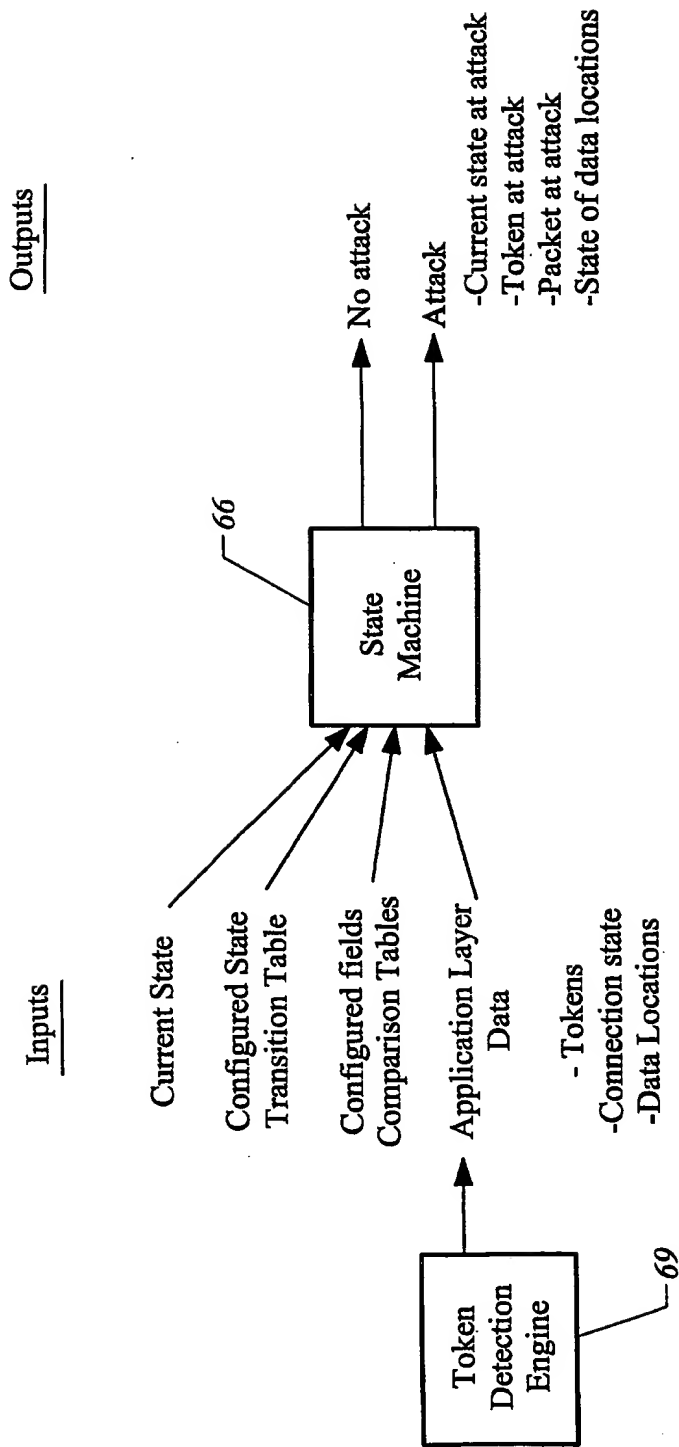 Inputs
Outputs
Current State
Configured State
Transition Table
Configured fields
Comparison Tables
Application Layer
Data
- Tokens
-Connection state
-Data Locations
Token
Detection
Engine
69
State
Machine
66
No attack
Attack
-Current state at attack
-Token at attack
-Packet at attack
-State of data locations